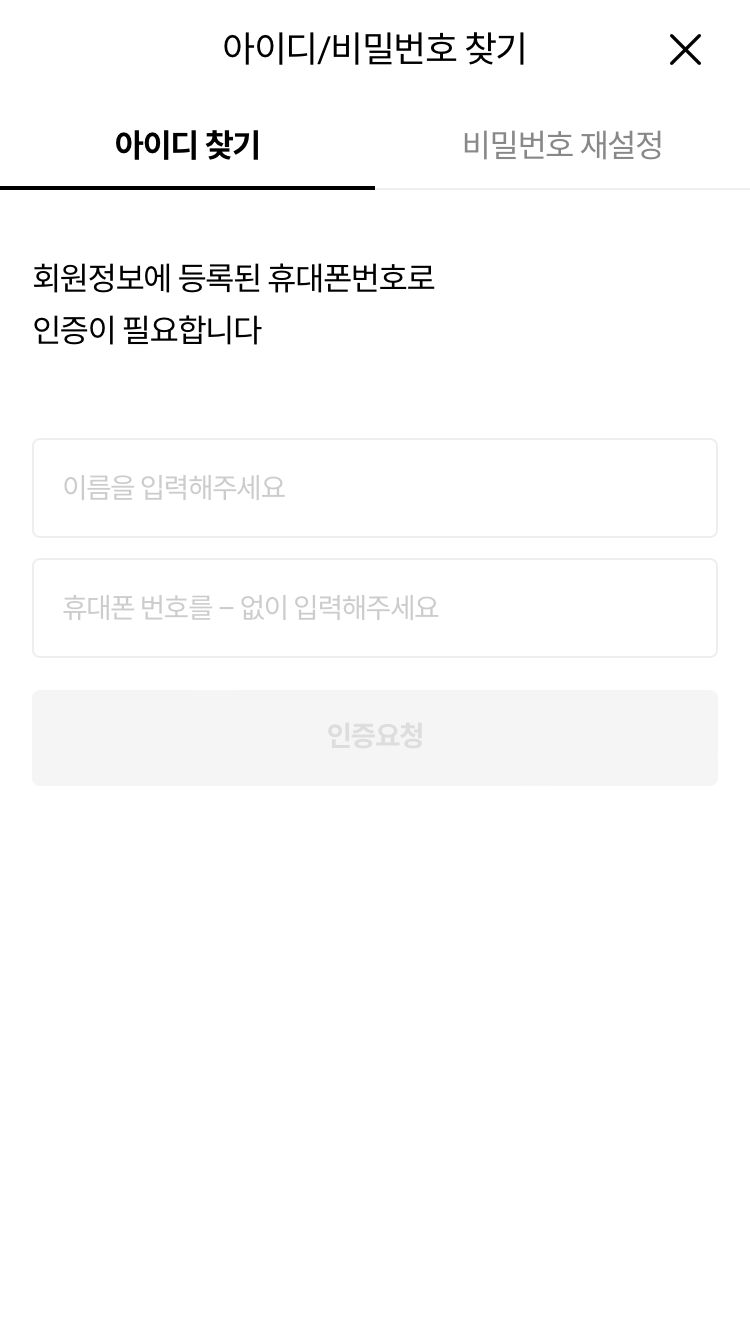 아이디/비밀번호 찾기
아이디 찾기
비밀번호 재설정
회원정보에 등록된 휴대폰번호로
인증이 필요합니다
이름을 입력해주세요
휴대폰 번호를 – 없이 입력해주세요
인증요청